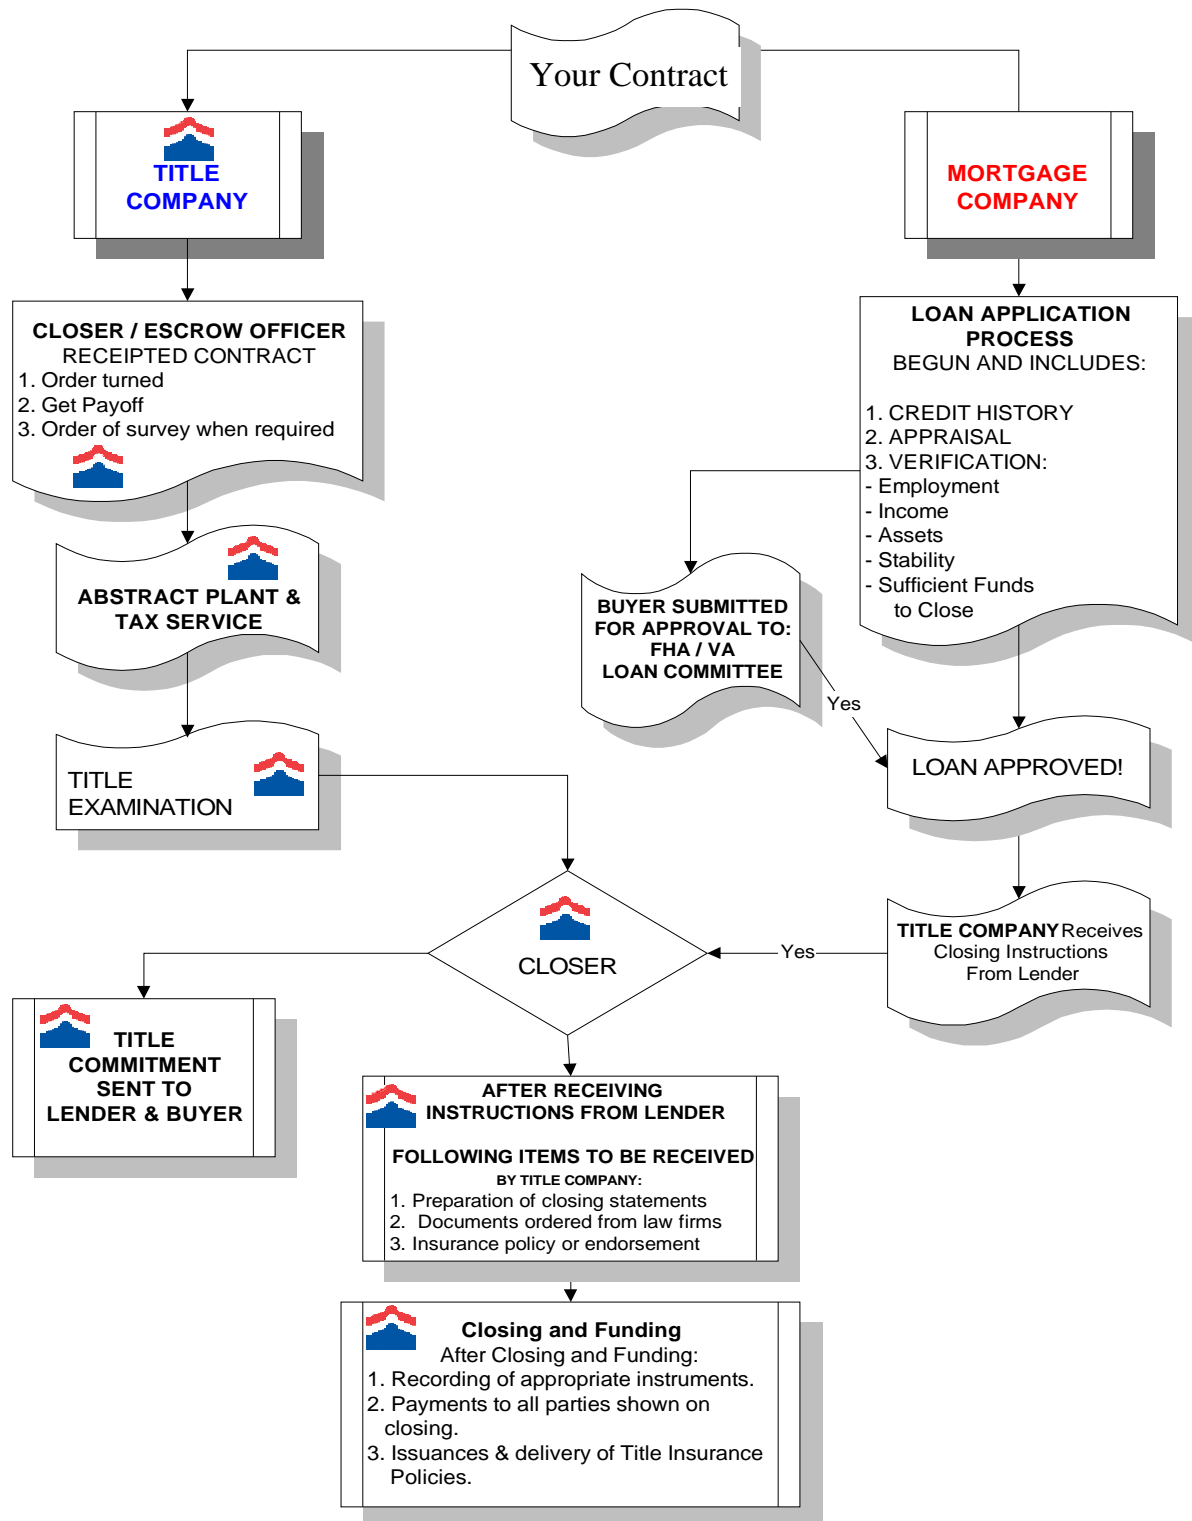 Your Contract
TITLE
COMPANY
MORTGAGE
COMPANY
CLOSER / ESCROW OFFICER
RECEIPTED CONTRACT
1. Order turned
2. Get Payoff
3. Order of survey when required
LOAN APPLICATION
PROCESS
BEGUN AND INCLUDES:
1. CREDIT HISTORY
2. APPRAISAL
3. VERIFICATION:
- Employment
- Income
- Assets
- Stability
- Sufficient Funds
to Close
ABSTRACT PLANT &
TAX SERVICE
BUYER SUBMITTED
FOR APPROVAL TO:
FHA / VA
LOAN COMMITTEE
Yes
TITLE
EXAMINATION
LOAN APPROVED!
TITLE COMPANY Receives
Closing Instructions
From Lender
Yes
CLOSER
TITLE
COMMITMENT
SENT TO
LENDER & BUYER
AFTER RECEIVING
INSTRUCTIONS FROM LENDER
FOLLOWING ITEMS TO BE RECEIVED
BY TITLE COMPANY:
1. Preparation of closing statements
2. Documents ordered from law firms
3. Insurance policy or endorsement
Closing and Funding
After Closing and Funding:
1. Recording of appropriate instruments.
2. Payments to all parties shown on
closing.
3. Issuances & delivery of Title Insurance
Policies.